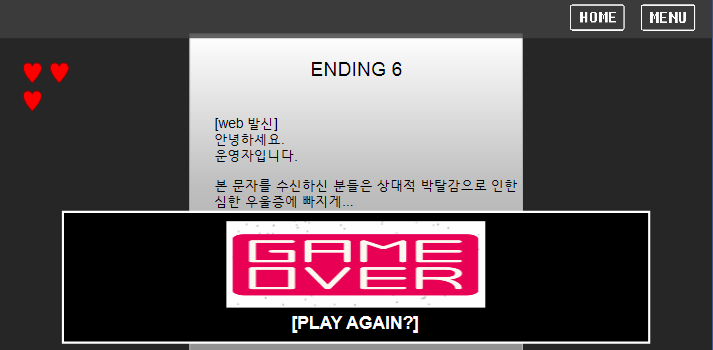 HOME MENU
ENDING 6
[web 발신]
안녕하세요.
운영자입니다.
본 문자를 수신하신 분들은 상대적 박탈감으로 인한
심한 우울증에 빠지게...
GAME
OVER
[PLAY AGAIN?]